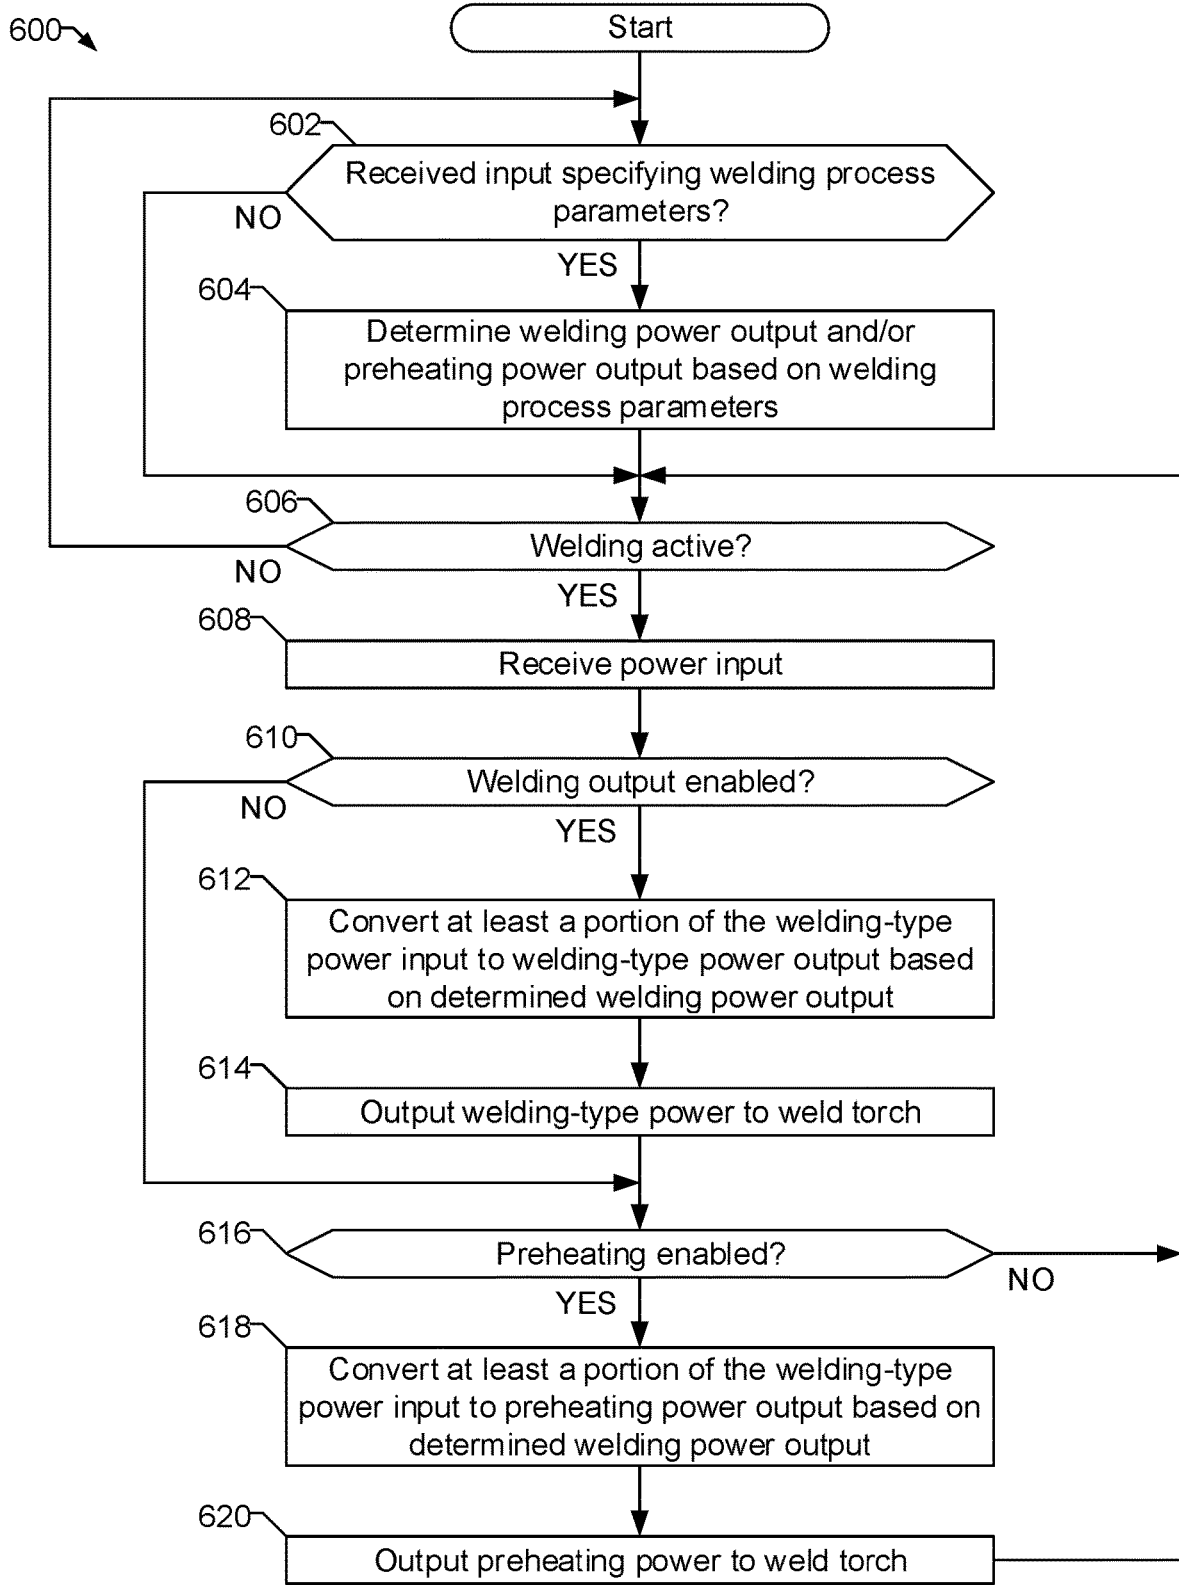 600
Start
602
Received input specifying welding process
parameters?
NO
YES
604
Determine welding power output and/or
preheating power output based on welding
process parameters
606
Welding active?
NO
YES
608
Receive power input
610
Welding output enabled?
NO
YES
612
Convert at least a portion of the welding-type
power input to welding-type power output based
on determined welding power output
614
Output welding-type power to weld torch
616
Preheating enabled?
NO
YES
618
Convert at least a portion of the welding-type
power input to preheating power output based on
determined welding power output
620
Output preheating power to weld torch